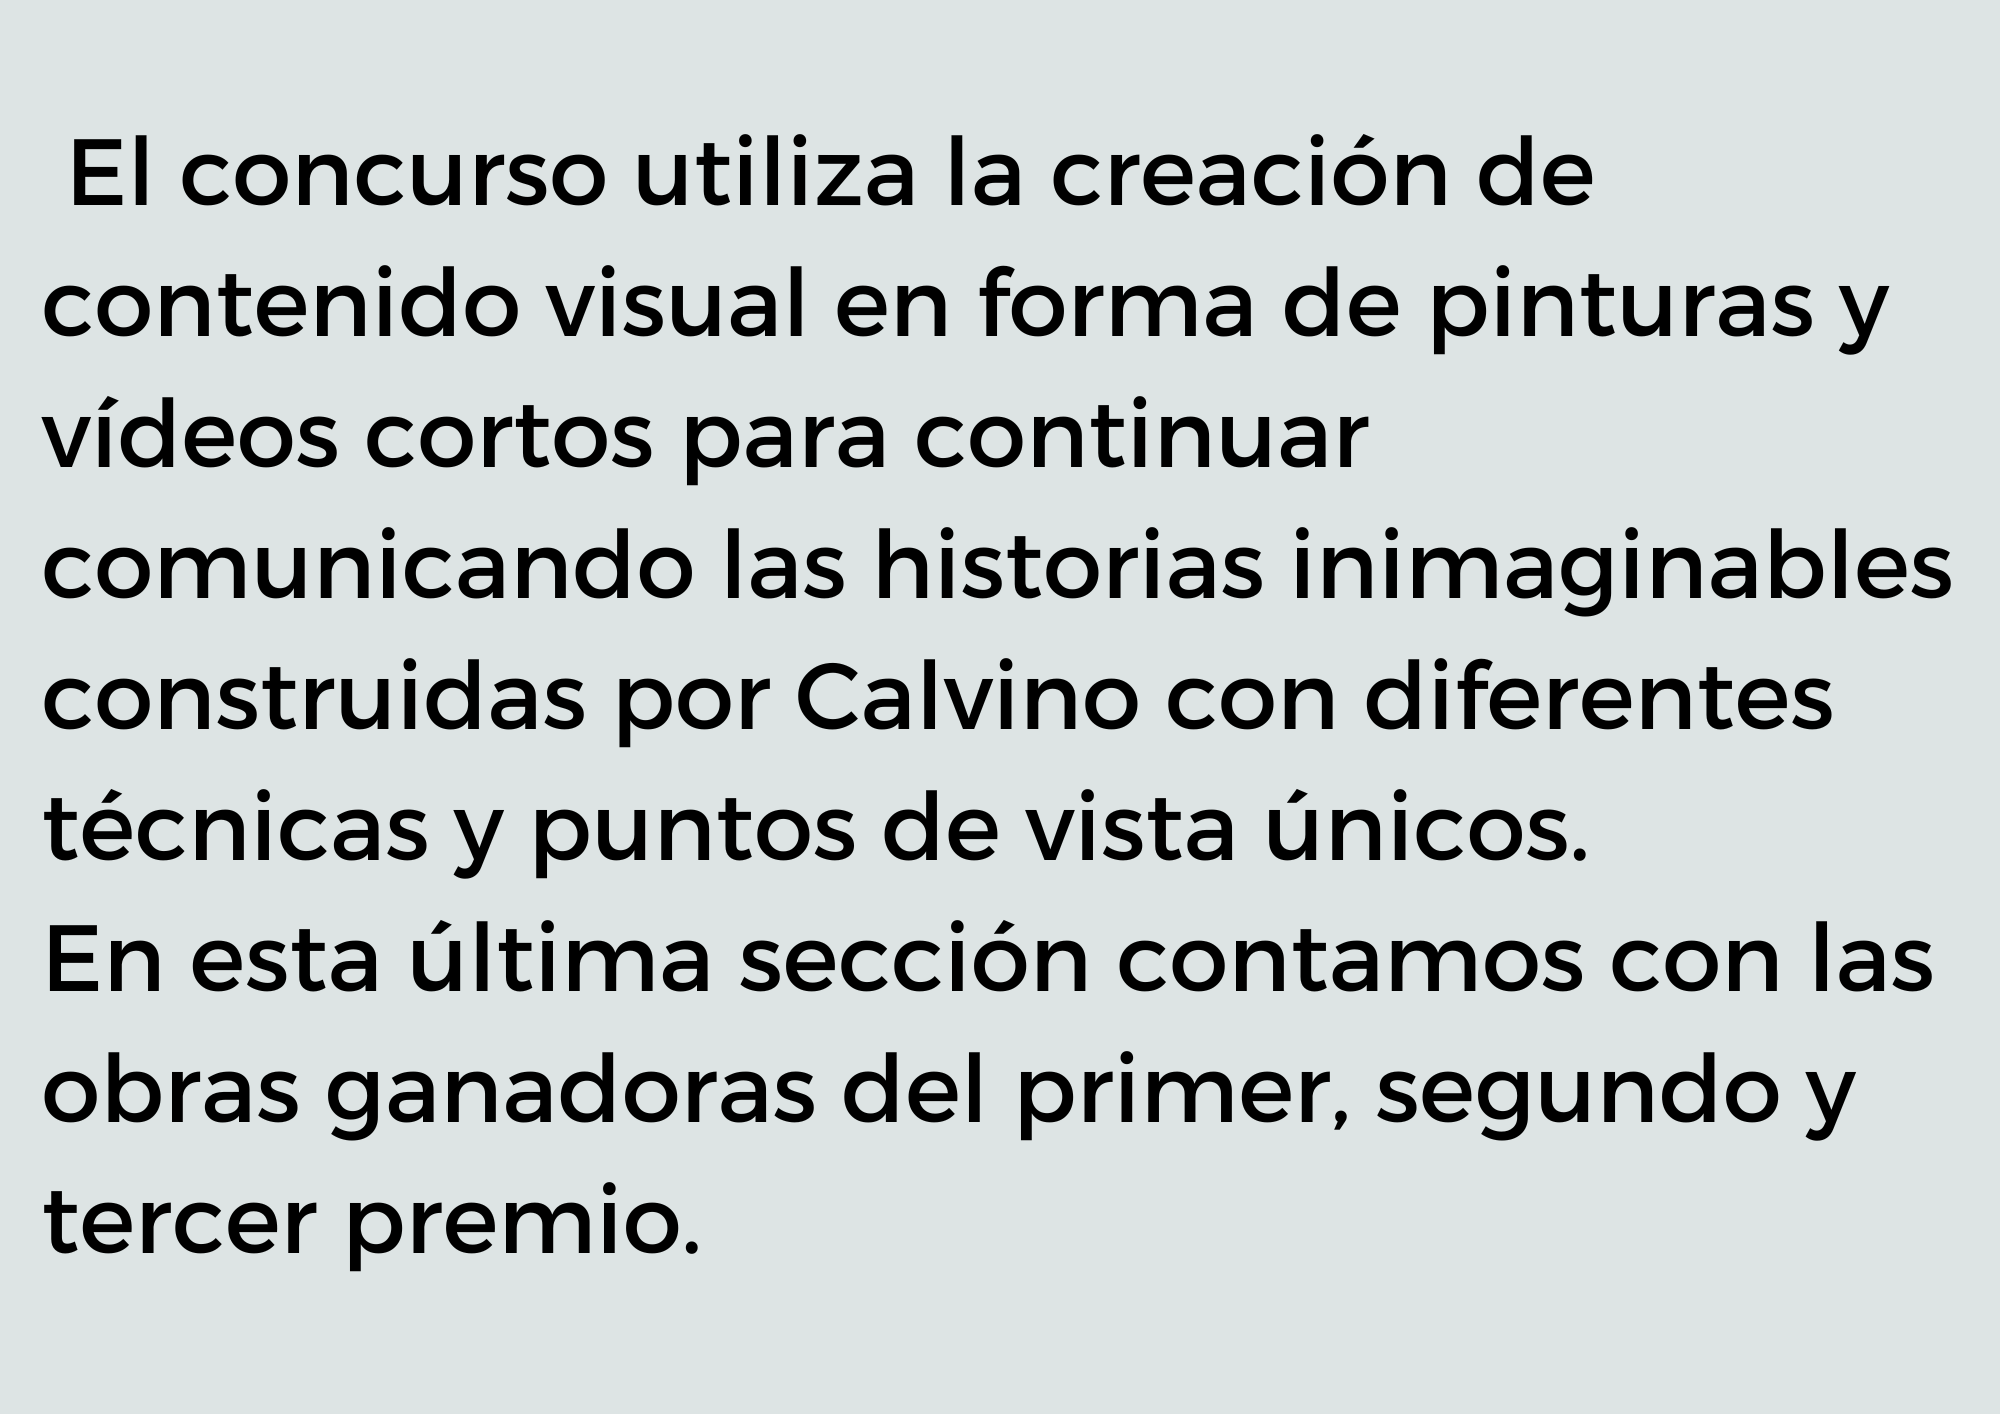 El concurso utiliza la creación de
contenido visual en forma de pinturas y
vídeos cortos para continuar
comunicando las historias inimaginables
construidas por Calvino con diferentes
técnicas y puntos de vista únicos.
En esta última sección contamos con las
obras ganadoras del primer, segundo y
tercer premio.